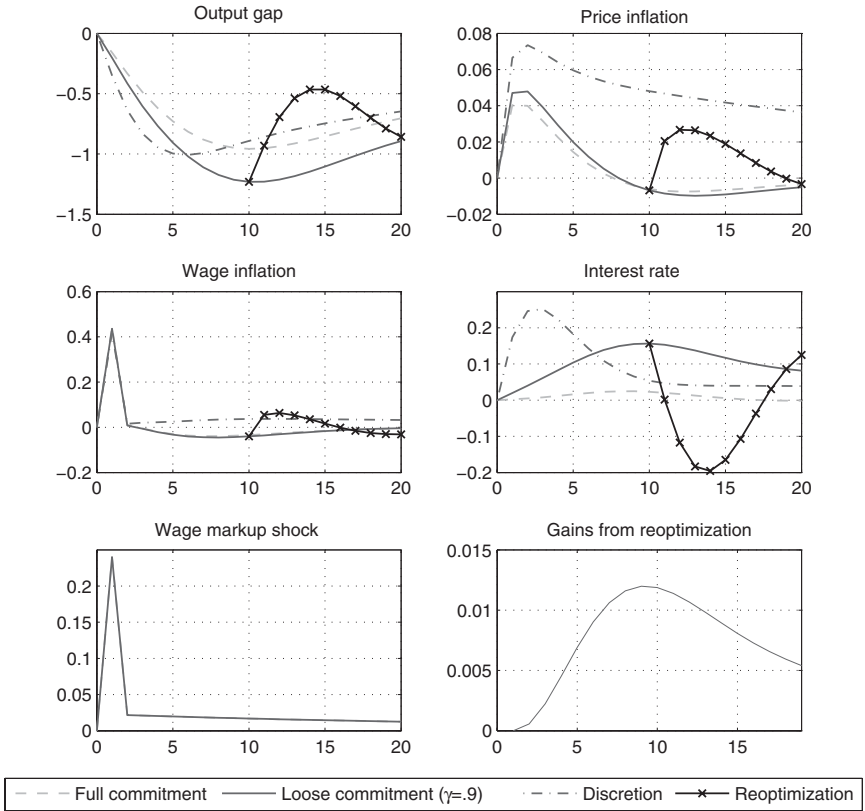 Output gap
0
−0.5
−1
−1.5
0 5 10 15 20
Price inflation
0.08
0.06
0.04
0.02
0
−0.02
0 5 10 15 20
Wage inflation
0.6
0.4
0.2
0
−0.2
0 5 10 15 20
Interest rate
0.2
0.1
0
−0.1
−0.2
0 5 10 15 20
Wage markup shock
0.2
0.15
0.1
0.05
0
0 5 10 15 20
Gains from reoptimization
0.015
0.01
0.005
0
0 5 10 15
Full commitment Loose commitment (γ=.9) Discretion Reoptimization